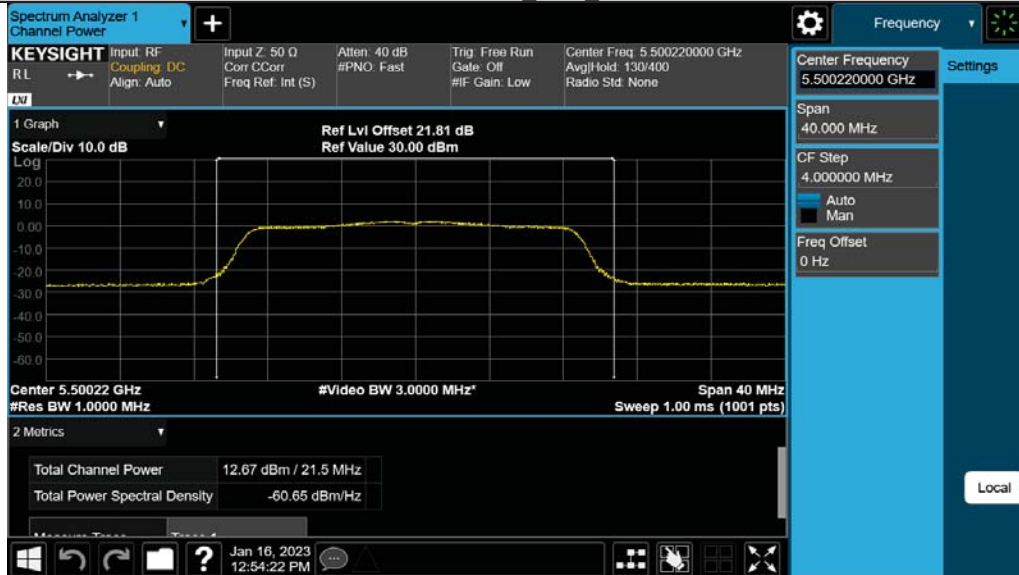 Spectrum Analyzer 1
Channel Power
+
Frequency
KEYSIGHT
RL
LXI
Input: RF
Coupling: DC
Align: Auto
Input Z: 50 Ω
Corr CCorr
Freq Ref: Int (S)
Atten: 40 dB
#PNO: Fast
Trig: Free Run
Gate: Off
#IF Gain: Low
Center Freq: 5.500220000 GHz
Avg|Hold: 130/400
Radio Std: None
Center Frequency
5.500220000 GHz
Settings
Span
40.000 MHz
CF Step
4.000000 MHz
Auto
Man
Freq Offset
0 Hz
Local
1 Graph
Scale/Div 10.0 dB
Ref Lvl Offset 21.81 dB
Ref Value 30.00 dBm
Log
20.0
10.0
0.00
-10.0
-20.0
-30.0
-40.0
-50.0
-60.0
Center 5.50022 GHz
#Video BW 3.0000 MHz*
Span 40 MHz
#Res BW 1.0000 MHz
Sweep 1.00 ms (1001 pts)
2 Metrics
Total Channel Power 12.67 dBm / 21.5 MHz
Total Power Spectral Density -60.65 dBm/Hz
?
Jan 16, 2023
12:54:22 PM